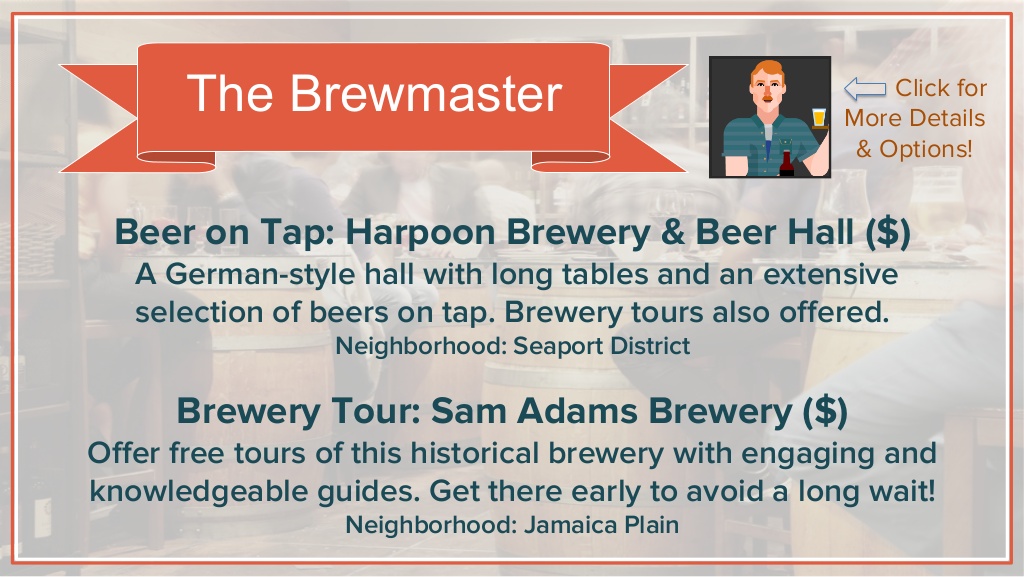 The Brewmaster
Click for
More Details
& Options!
Beer on Tap: Harpoon Brewery & Beer Hall ($)
A German-style hall with long tables and an extensive
selection of beers on tap. Brewery tours also offered.
Neighborhood: Seaport District
Brewery Tour: Sam Adams Brewery ($)
Offer free tours of this historical brewery with engaging and
knowledgeable guides. Get there early to avoid a long wait!
Neighborhood: Jamaica Plain